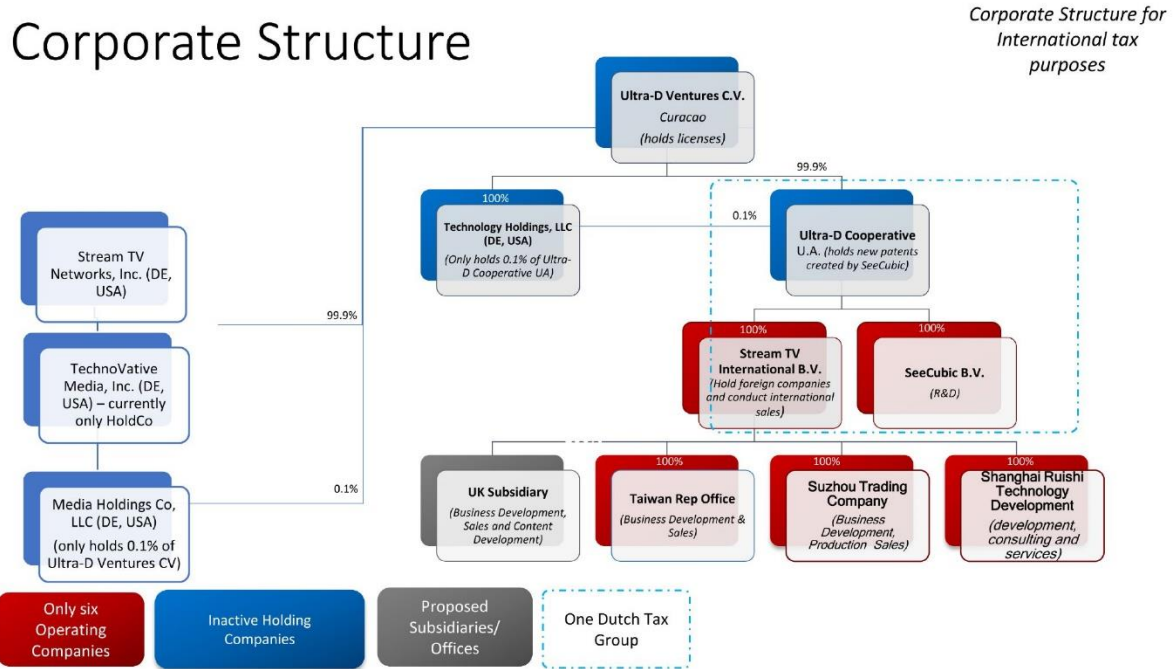 Corporate Structure
Corporate Structure for
International tax
purposes
Ultra-D Ventures C.V.
Curacao
(holds licenses)
99.9%
100%
Technology Holdings, LLC
(DE, USA)
(Only holds 0.1% of Ultra-
D Cooperative UA)
0.1%
Ultra-D Cooperative
U.A. (holds new patents
created by SeeCubic)
Stream TV
Networks, Inc. (DE,
USA)
99.9%
TechnoVative
Media, Inc. (DE,
USA) – currently
only HoldCo
100%
Stream TV
International B.V.
(Hold foreign companies
and conduct international
sales)
100%
SeeCubic B.V.
(R&D)
Media Holdings Co,
LLC (DE, USA)
(only holds 0.1% of
Ultra-D Ventures CV)
0.1%
UK Subsidiary
(Business Development,
Sales and Content
Development)
100%
Taiwan Rep Office
(Business Development &
Sales)
100%
Suzhou Trading
Company
(Business
Development,
Production Sales)
100%
Shanghai Ruishi
Technology
Development
(development,
consulting and
services)
Only six
Operating
Companies
Inactive Holding
Companies
Proposed
Subsidiaries/
Offices
One Dutch Tax
Group